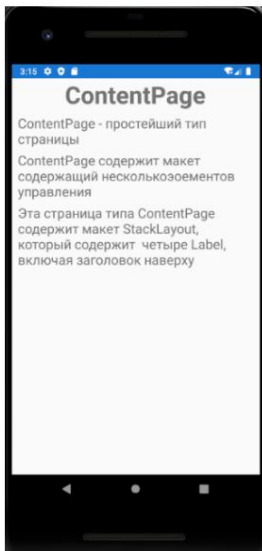 3:15
ContentPage
ContentPage - простейший тип
страницы
ContentPage содержит макет
содержащий несколькоэоементов
управления
Эта страница типа ContentPage
содержит макет StackLayout,
который содержит четыре Label,
включая заголовок наверху